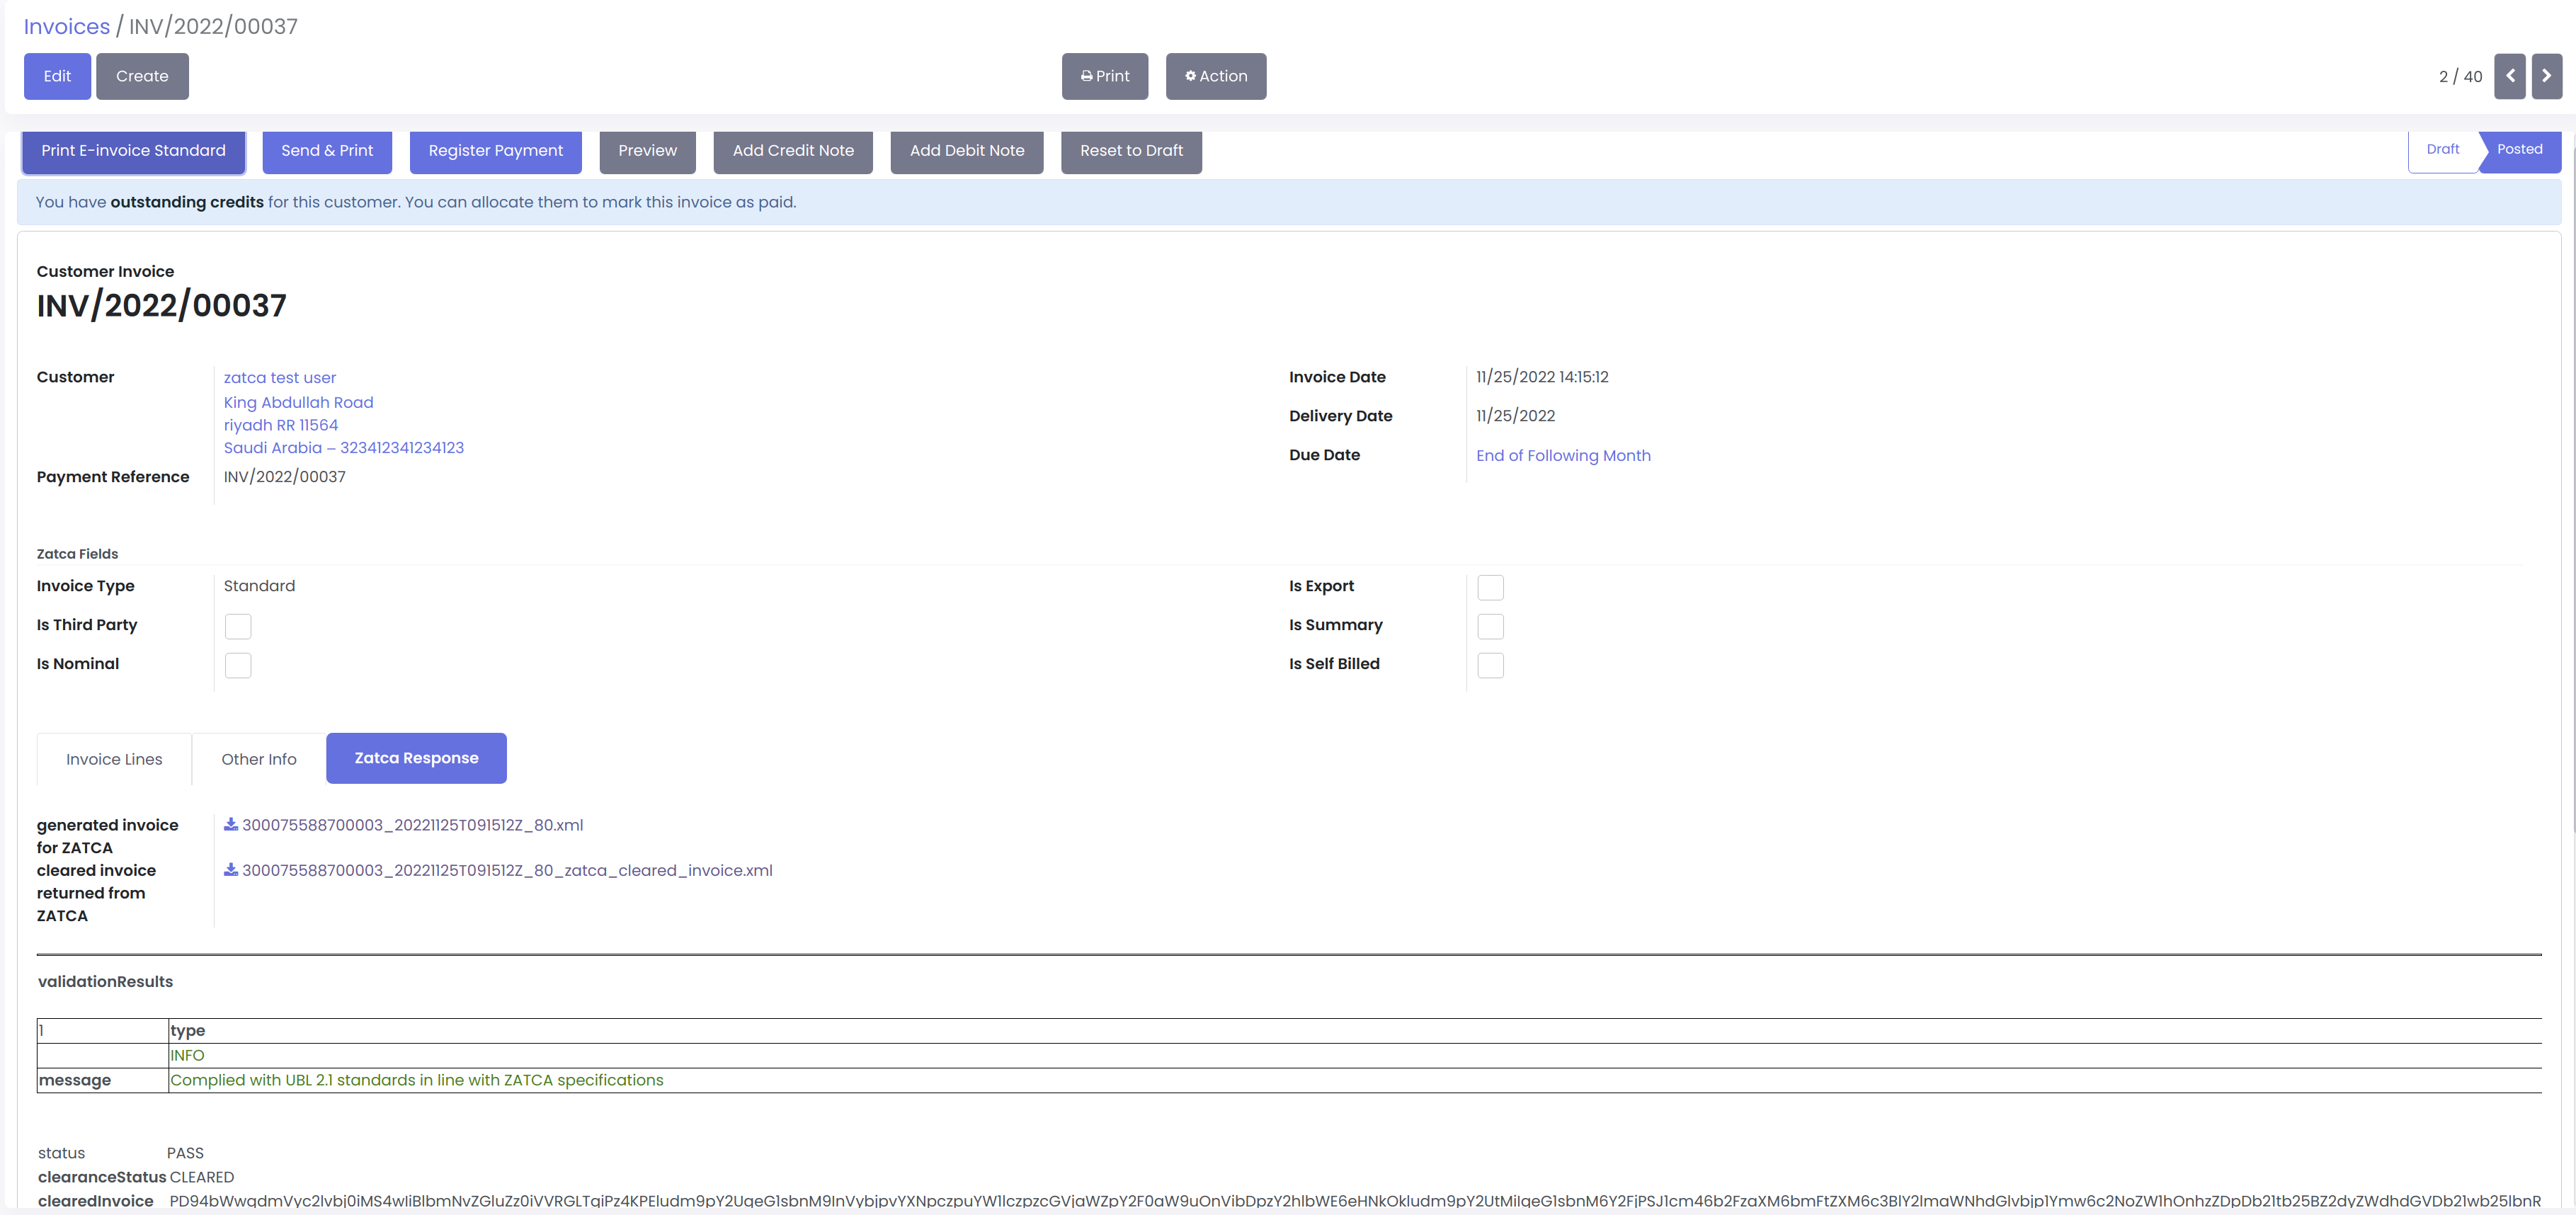 Invoices / INV/2022/00037
Edit Create Print Action 2 / 40
Print E-invoice Standard Send & Print Register Payment Preview Add Credit Note Add Debit Note Reset to Draft Draft Posted
You have outstanding credits for this customer. You can allocate them to mark this invoice as paid.
Customer Invoice
INV/2022/00037
Customer zatca test user
King Abdullah Road
riyadh RR 11564
Saudi Arabia – 323412341234123
Payment Reference INV/2022/00037
Invoice Date 11/25/2022 14:15:12
Delivery Date 11/25/2022
Due Date End of Following Month
Zatca Fields
Invoice Type Standard
Is Third Party
Is Nominal
Is Export
Is Summary
Is Self Billed
Invoice Lines Other Info Zatca Response
generated invoice for ZATCA 300075588700003_20221125T091512Z_80.xml
cleared invoice returned from ZATCA 300075588700003_20221125T091512Z_80_zatca_cleared_invoice.xml
validationResults
1 type
INFO
message Complied with UBL 2.1 standards in line with ZATCA specifications
status PASS
clearanceStatus CLEARED
clearedInvoice